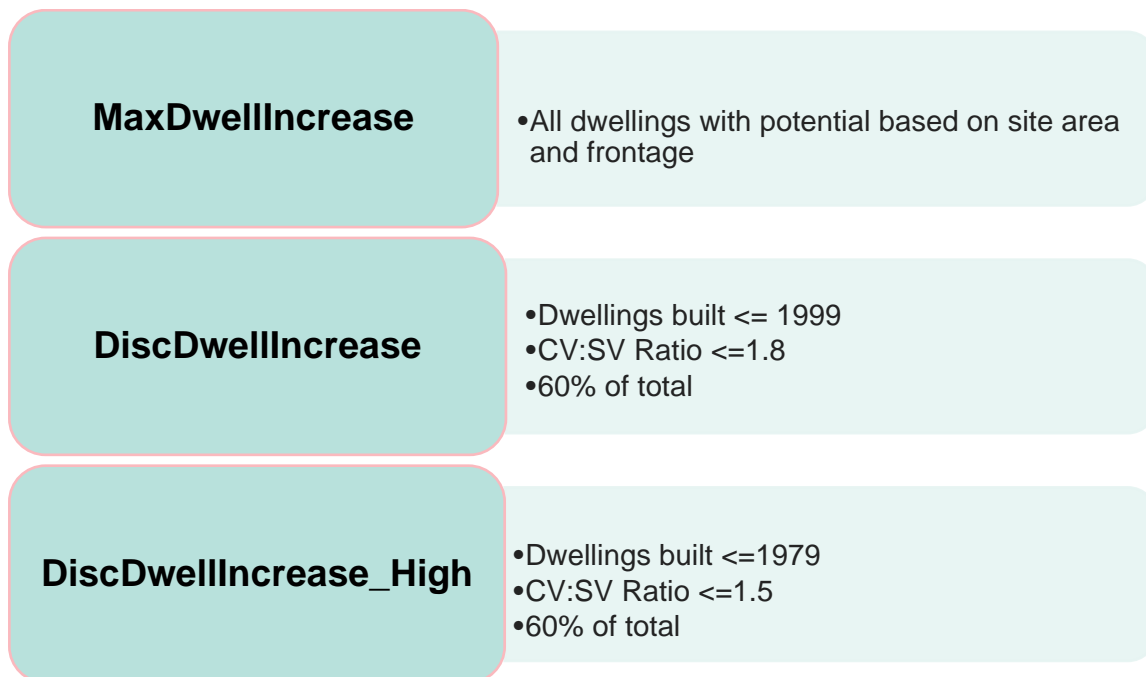 MaxDwellIncrease
•All dwellings with potential based on site area
and frontage
DiscDwellIncrease
•Dwellings built <= 1999
•CV:SV Ratio <=1.8
•60% of total
DiscDwellIncrease_High
•Dwellings built <=1979
•CV:SV Ratio <=1.5
•60% of total